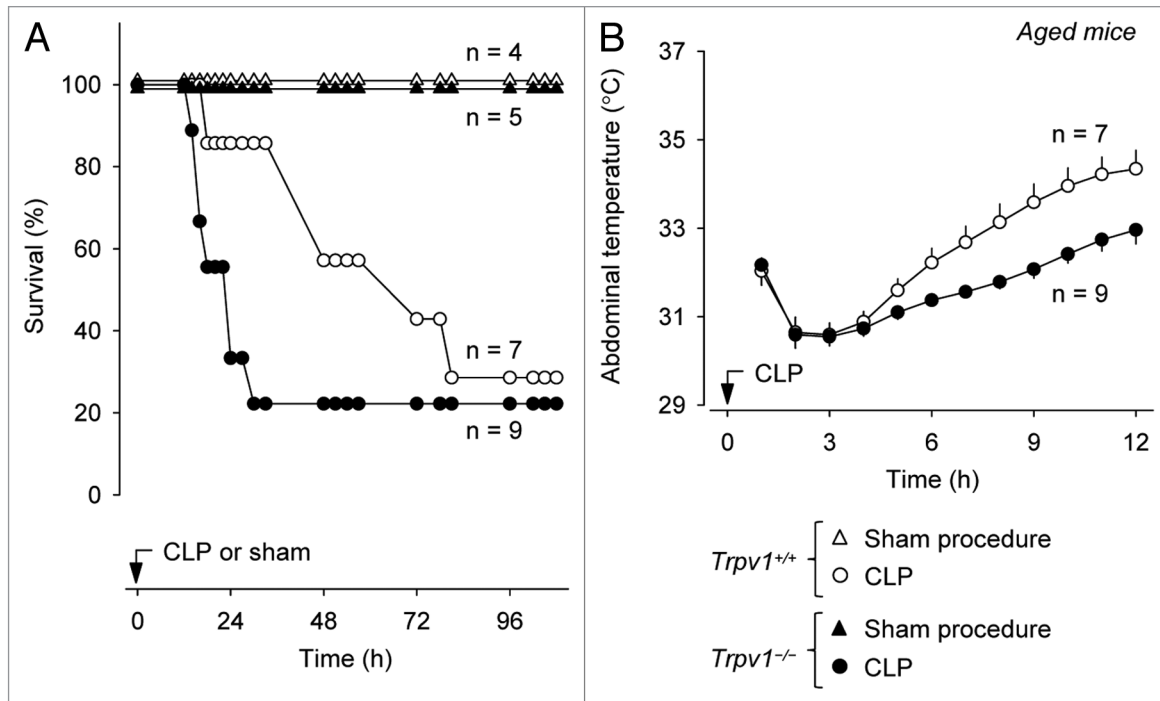 A
Survival (%)
100
80
60
40
20
0
n = 4
n = 5
n = 7
n = 9
CLP or sham
0 24 48 72 96
Time (h)
B
Aged mice
Abdominal temperature (°C)
37
35
33
31
29
n = 7
n = 9
CLP
0 3 6 9 12
Time (h)
Trpv1+/+
Sham procedure
CLP
Trpv1−/−
Sham procedure
CLP